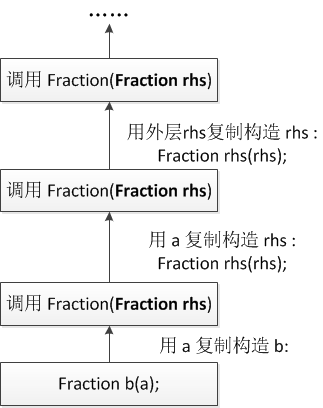 ……
调用 Fraction(Fraction rhs)
用外层rhs复制构造 rhs :
Fraction rhs(rhs);
调用 Fraction(Fraction rhs)
用 a 复制构造 rhs :
Fraction rhs(rhs);
调用 Fraction(Fraction rhs)
用 a 复制构造 b:
Fraction b(a);